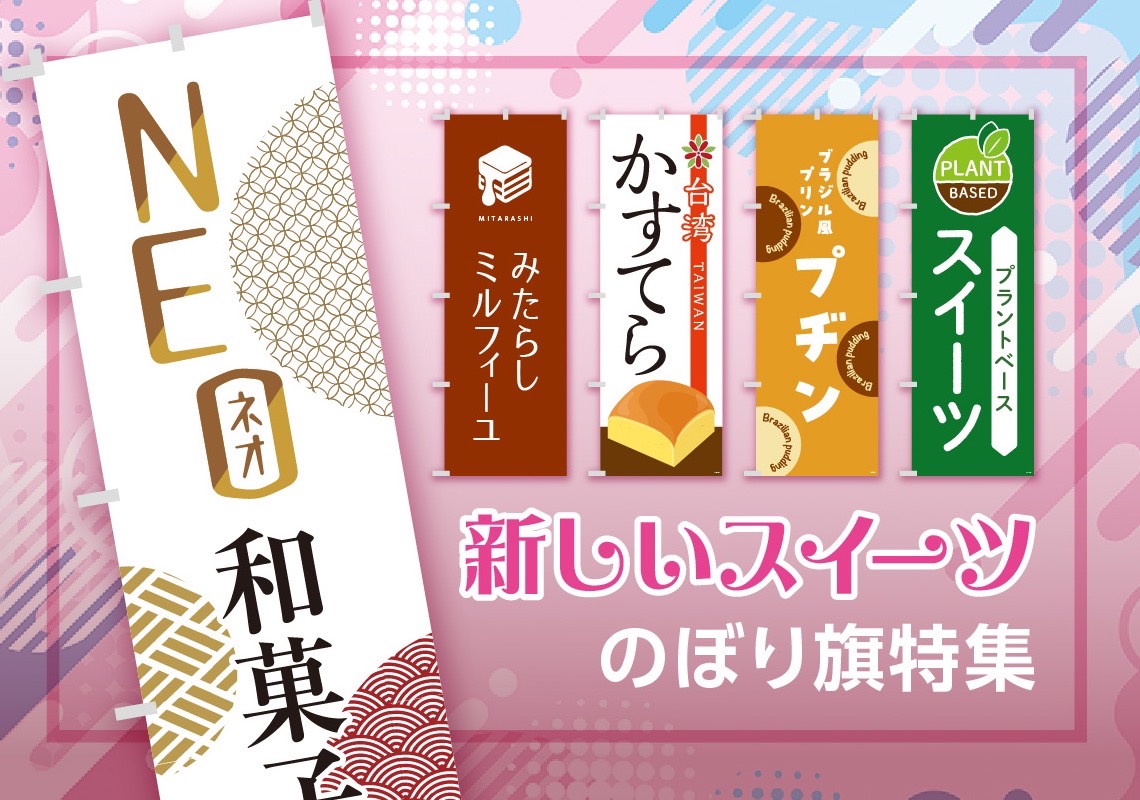 NEO
ネオ
和菓子
MITARASHI
みたらし
ミルフィーユ
台湾 TAIWAN
かすてら
Brazilian pudding
Brazilian pudding
Brazilian pudding
Brazilian pudding
ブラジル風
プリン
プヂン
PLANT
BASED
プラントベース
スイーツ
新しいスイーツ
のぼり旗特集